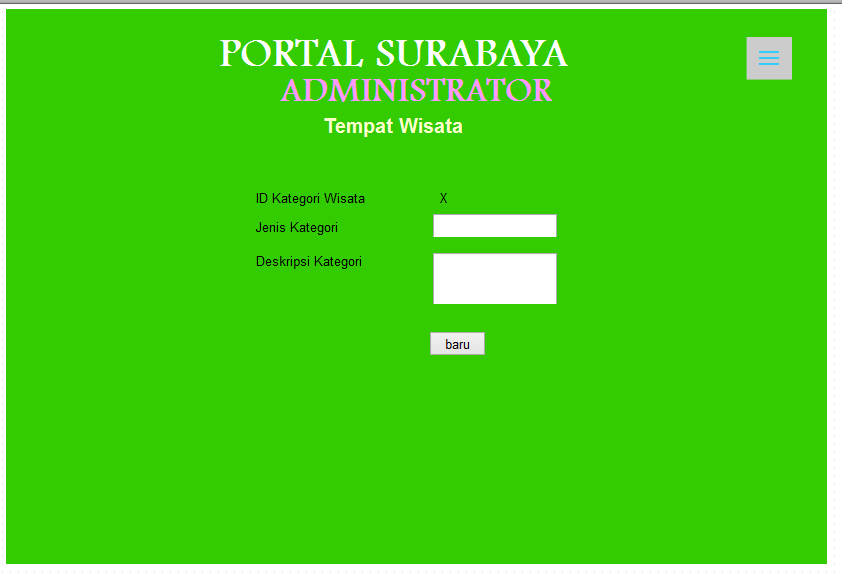 PORTAL SURABAYA
ADMINISTRATOR
Tempat Wisata
ID Kategori Wisata X
Jenis Kategori
Deskripsi Kategori
baru